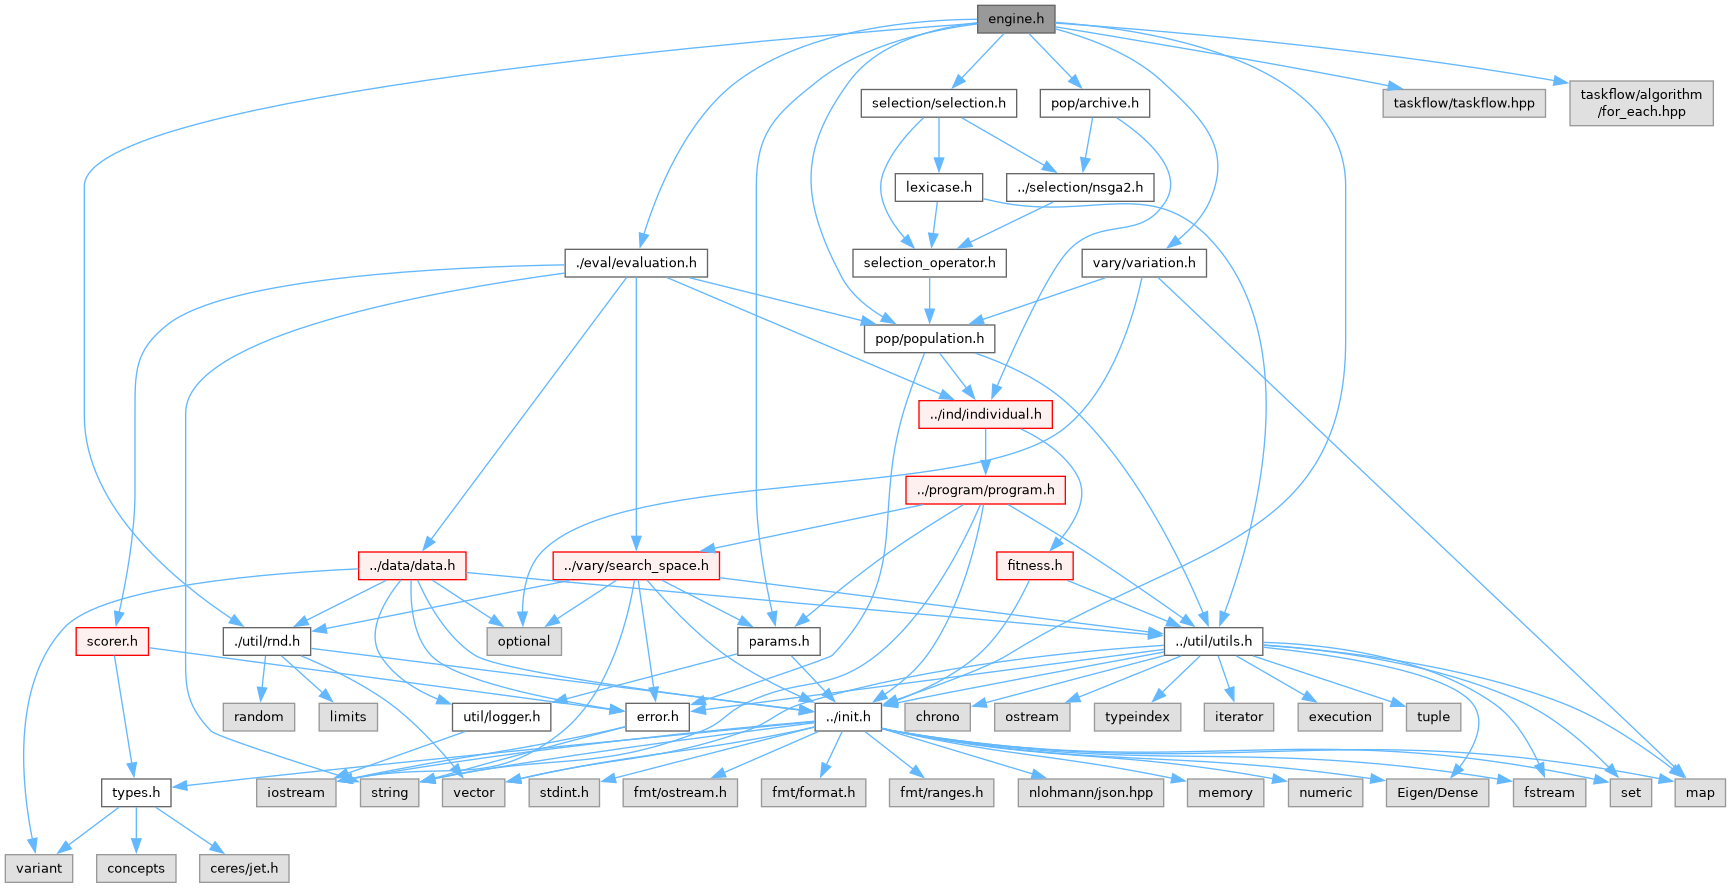 engine.h
selection/selection.h
pop/archive.h
taskflow/taskflow.hpp
taskflow/algorithm
/for_each.hpp
lexicase.h
../selection/nsga2.h
./eval/evaluation.h
selection_operator.h
vary/variation.h
pop/population.h
../ind/individual.h
../program/program.h
../data/data.h
../vary/search_space.h
fitness.h
scorer.h
./util/rnd.h
optional
params.h
../util/utils.h
random
limits
util/logger.h
error.h
../init.h
chrono
ostream
typeindex
iterator
execution
tuple
types.h
iostream
string
vector
stdint.h
fmt/ostream.h
fmt/format.h
fmt/ranges.h
nlohmann/json.hpp
memory
numeric
Eigen/Dense
fstream
set
map
variant
concepts
ceres/jet.h